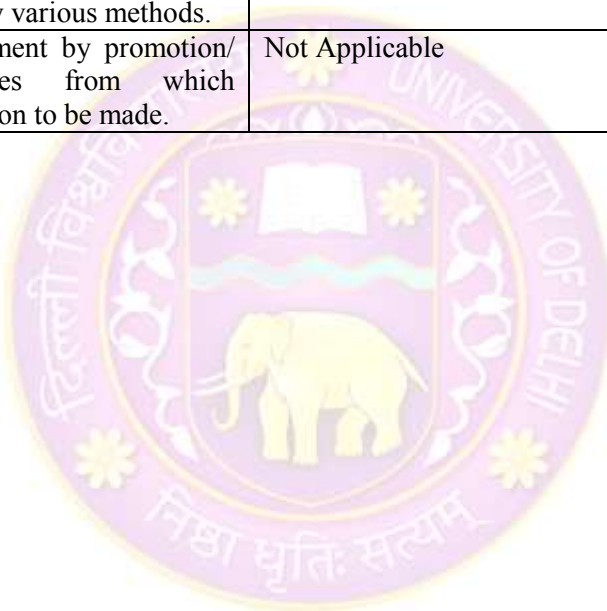 various methods.
ment by promotion/ Not Applicable
es from which
on to be made.
दिल्ली विश्वविद्यालय
UNIVERSITY OF DELHI
निष्ठा धृतिः सत्यम्